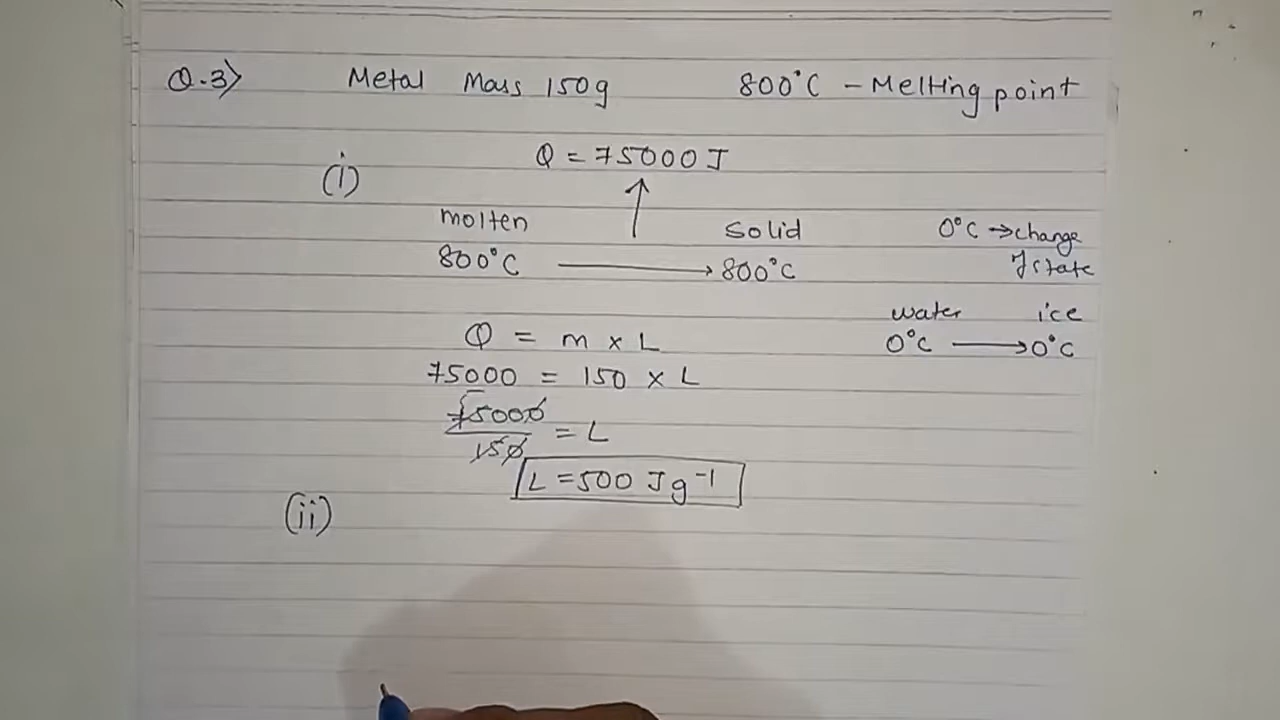 Q.3> Metal Mass 150g 800°C - Melting point
(i) Q = 75000 J
molten solid
800°C → 800°C
0°C → change
of state
water ice
0°C → 0°C
Q = m × L
75000 = 150 × L
75000/150 = L
L = 500 J g⁻¹
(ii)